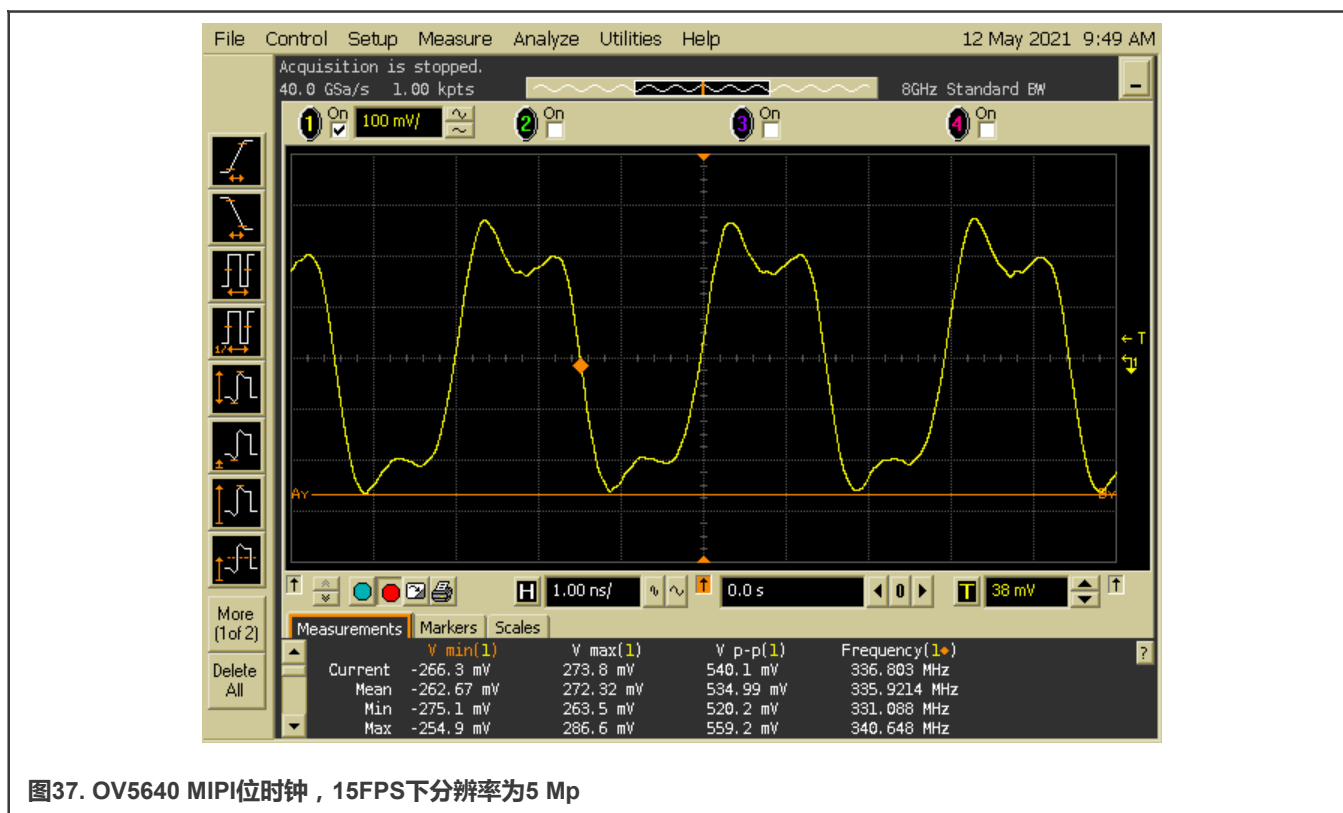 File Control Setup Measure Analyze Utilities Help 12 May 2021 9:49 AM
Acquisition is stopped.
40.0 GSa/s 1.00 kpts 8GHz Standard BW
1 On 100 mV/ 2 On 3 On 4 On
T
1
Ay By
More
(1of 2)
Delete
All
H 1.00 ns/ 0.0 s 0 T 38 mV
Measurements Markers Scales
V min(1) V max(1) V p-p(1) Frequency(1) ?
Current -266.3 mV 273.8 mV 540.1 mV 336.803 MHz
Mean -262.67 mV 272.32 mV 534.99 mV 335.9214 MHz
Min -275.1 mV 263.5 mV 520.2 mV 331.088 MHz
Max -254.9 mV 286.6 mV 559.2 mV 340.648 MHz
图37. OV5640 MIPI位时钟，15FPS下分辨率为5 Mp